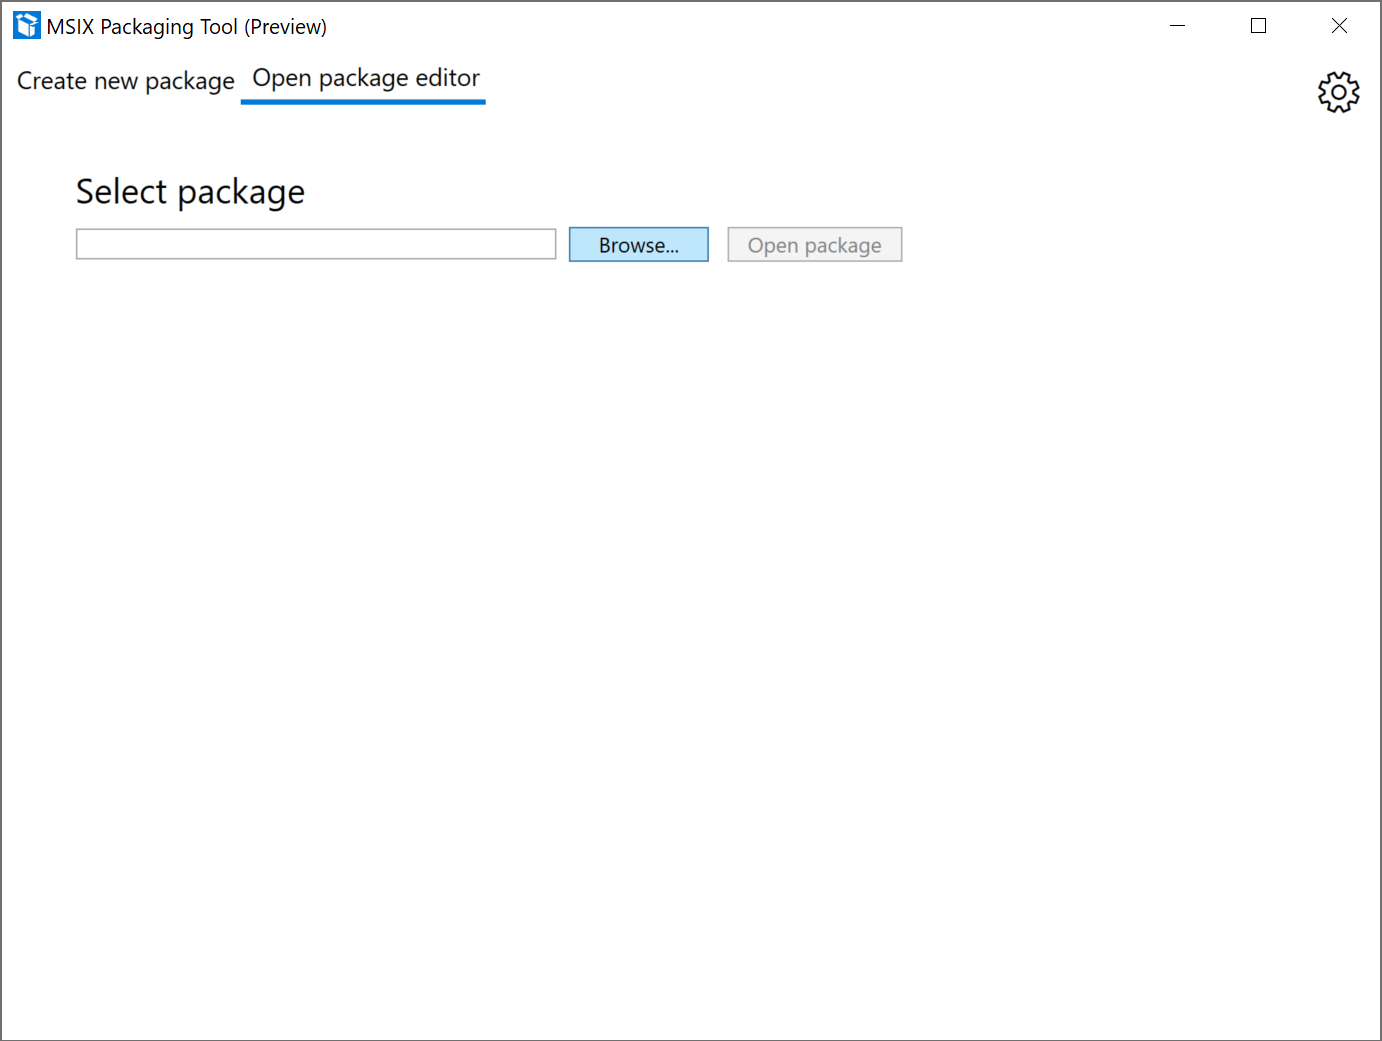 MSIX Packaging Tool (Preview)
Create new package
Open package editor
Select package
Browse...
Open package